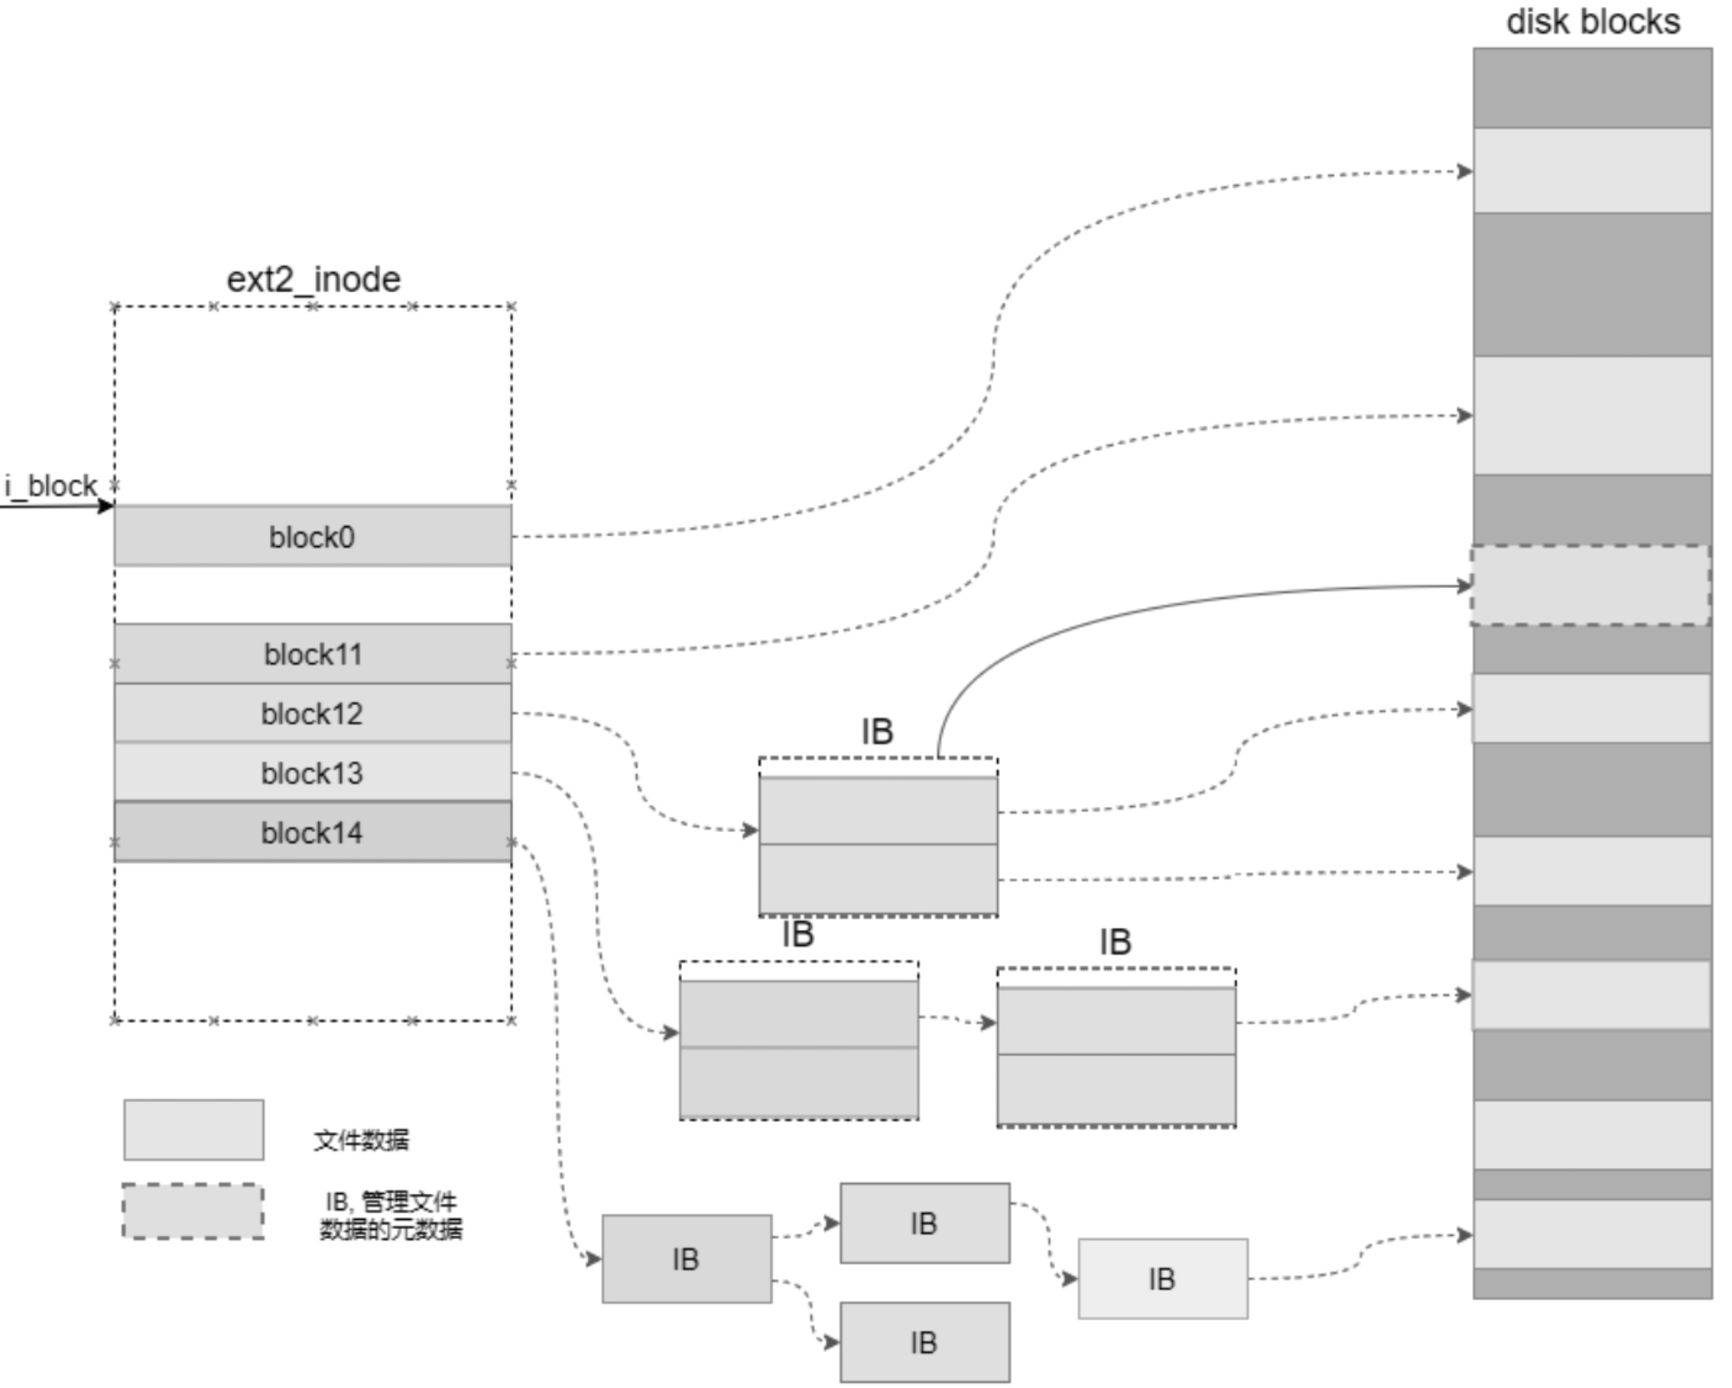 disk blocks
ext2_inode
i_block
block0
block11
block12
block13
block14
IB
IB
IB
文件数据
IB, 管理文件
数据的元数据
IB
IB
IB
IB